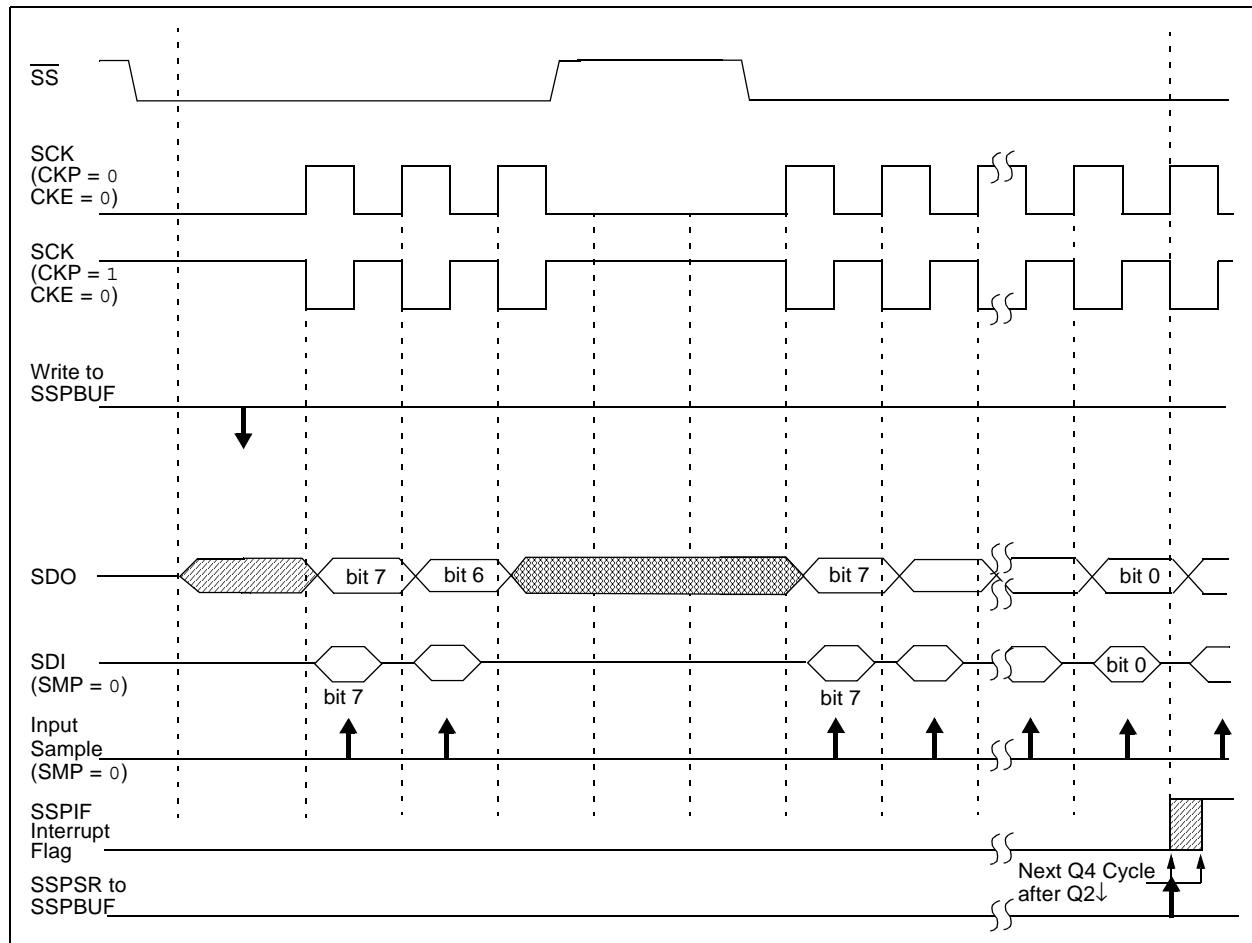 SS
SCK
(CKP = 0
CKE = 0)
SCK
(CKP = 1
CKE = 0)
Write to
SSPBUF
SDO
bit 7
bit 6
bit 7
bit 0
SDI
(SMP = 0)
bit 7
bit 7
bit 0
Input
Sample
(SMP = 0)
SSPIF
Interrupt
Flag
SSPSR to
SSPBUF
Next Q4 Cycle
after Q2↓